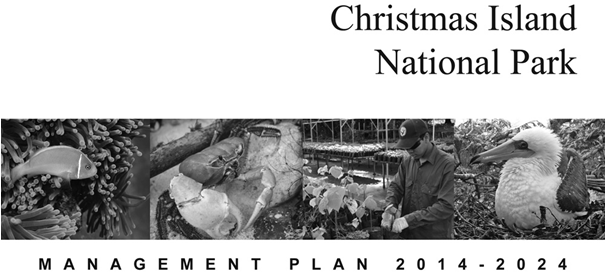 Christmas Island
National Park
MANAGEMENT PLAN 2014-2024